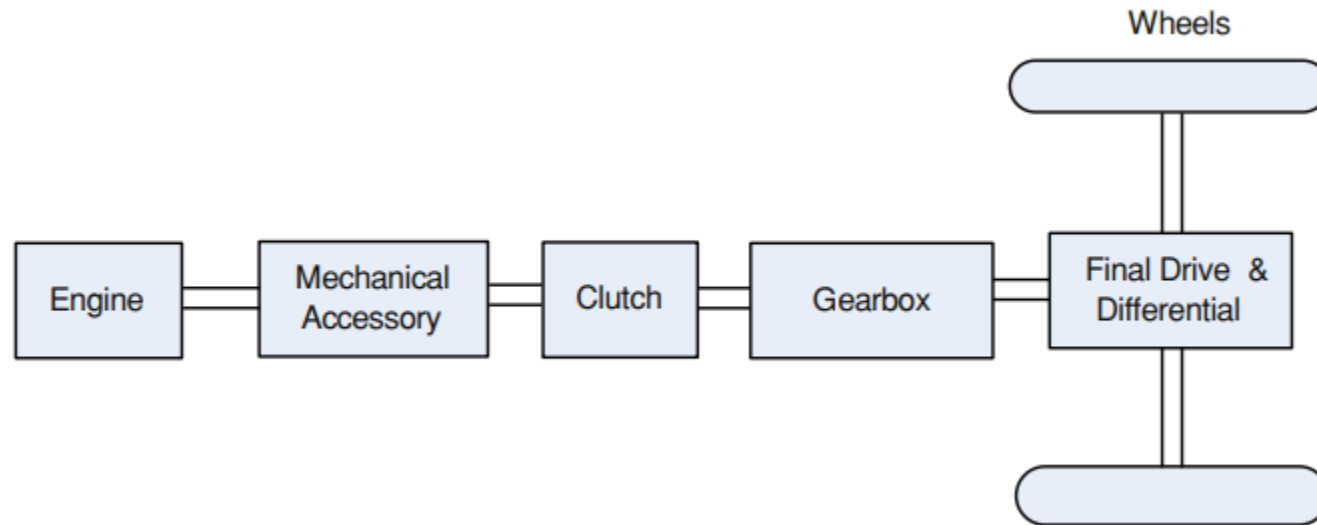 Wheels
Engine
Mechanical
Accessory
Clutch
Gearbox
Final Drive &
Differential